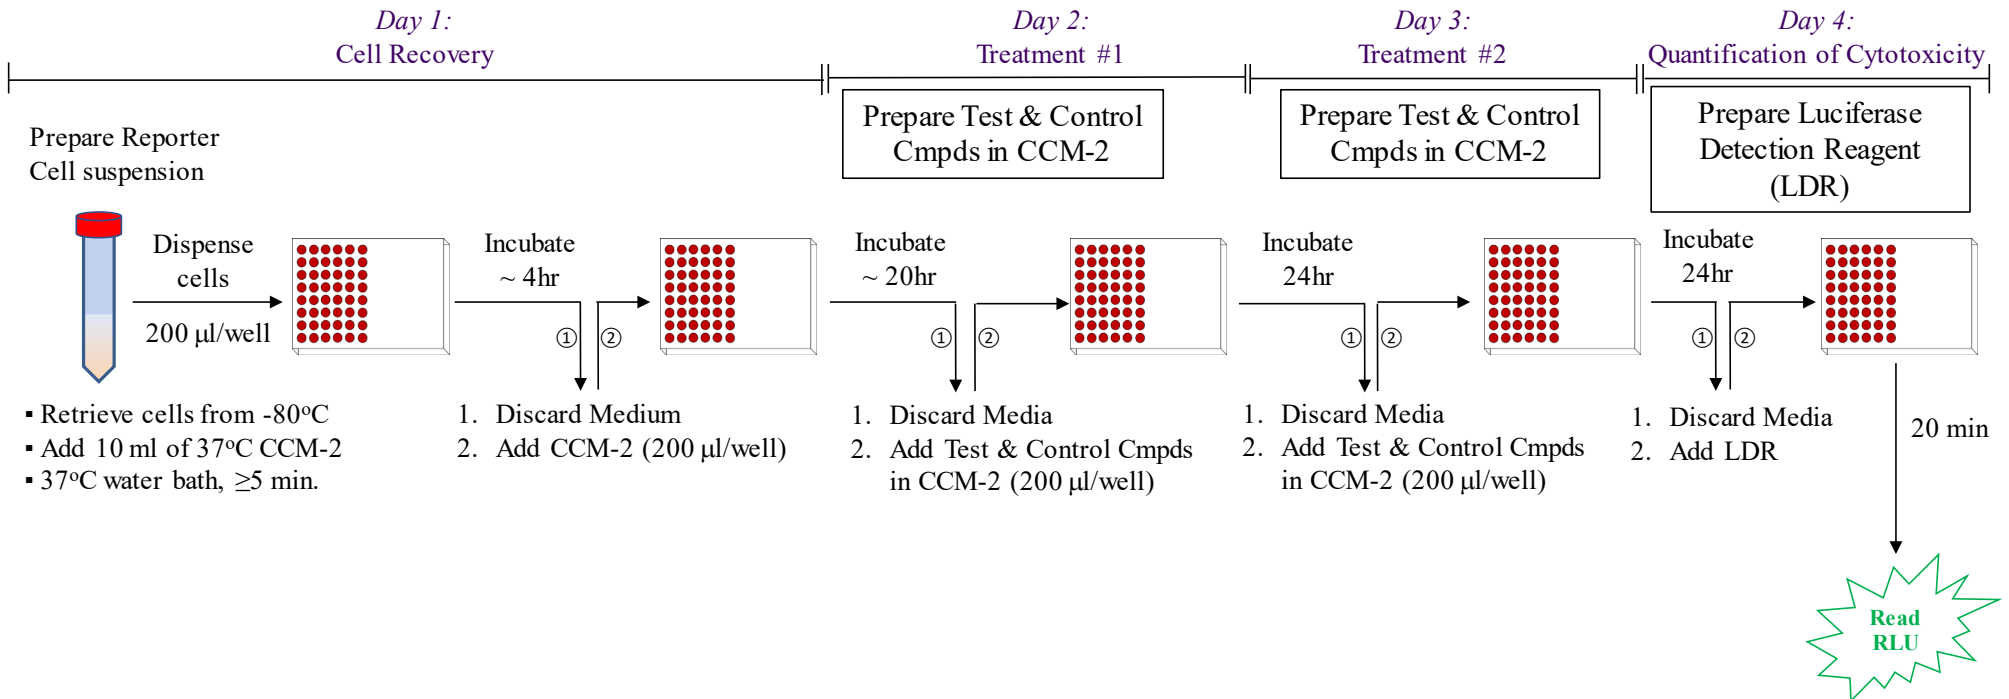 Day 1:
Cell Recovery
Day 2:
Treatment #1
Day 3:
Treatment #2
Day 4:
Quantification of Cytotoxicity
Prepare Reporter
Cell suspension
Prepare Test & Control
Cmpds in CCM-2
Prepare Test & Control
Cmpds in CCM-2
Prepare Luciferase
Detection Reagent
(LDR)
Dispense
cells
200 µl/well
Incubate
~ 4hr
① ②
Incubate
~ 20hr
① ②
Incubate
24hr
① ②
Incubate
24hr
① ②
▪ Retrieve cells from -80ºC
▪ Add 10 ml of 37ºC CCM-2
▪ 37ºC water bath, ≥5 min.
1. Discard Medium
2. Add CCM-2 (200 µl/well)
1. Discard Media
2. Add Test & Control Cmpds
in CCM-2 (200 µl/well)
1. Discard Media
2. Add Test & Control Cmpds
in CCM-2 (200 µl/well)
1. Discard Media
2. Add LDR
20 min
Read
RLU